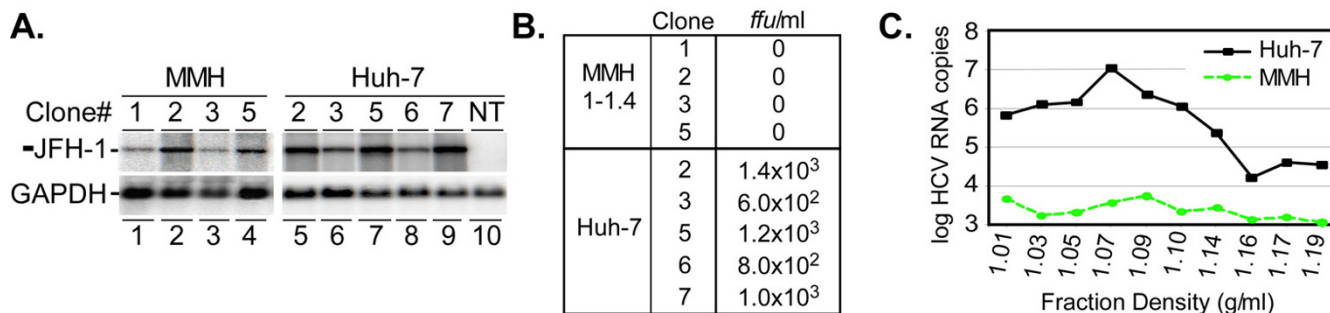 A.
MMH Huh-7
Clone# 1 2 3 5 2 3 5 6 7 NT
-JFH-1
GAPDH-
1 2 3 4 5 6 7 8 9 10
B.
Clone ffu/ml
MMH 1-1.4
1 0
2 0
3 0
5 0
Huh-7
2 1.4x10³
3 6.0x10²
5 1.2x10³
6 8.0x10²
7 1.0x10³
C.
log HCV RNA copies
8
7
6
5
4
3
Huh-7
MMH
1.01 1.03 1.05 1.07 1.09 1.10 1.14 1.16 1.17 1.19
Fraction Density (g/ml)